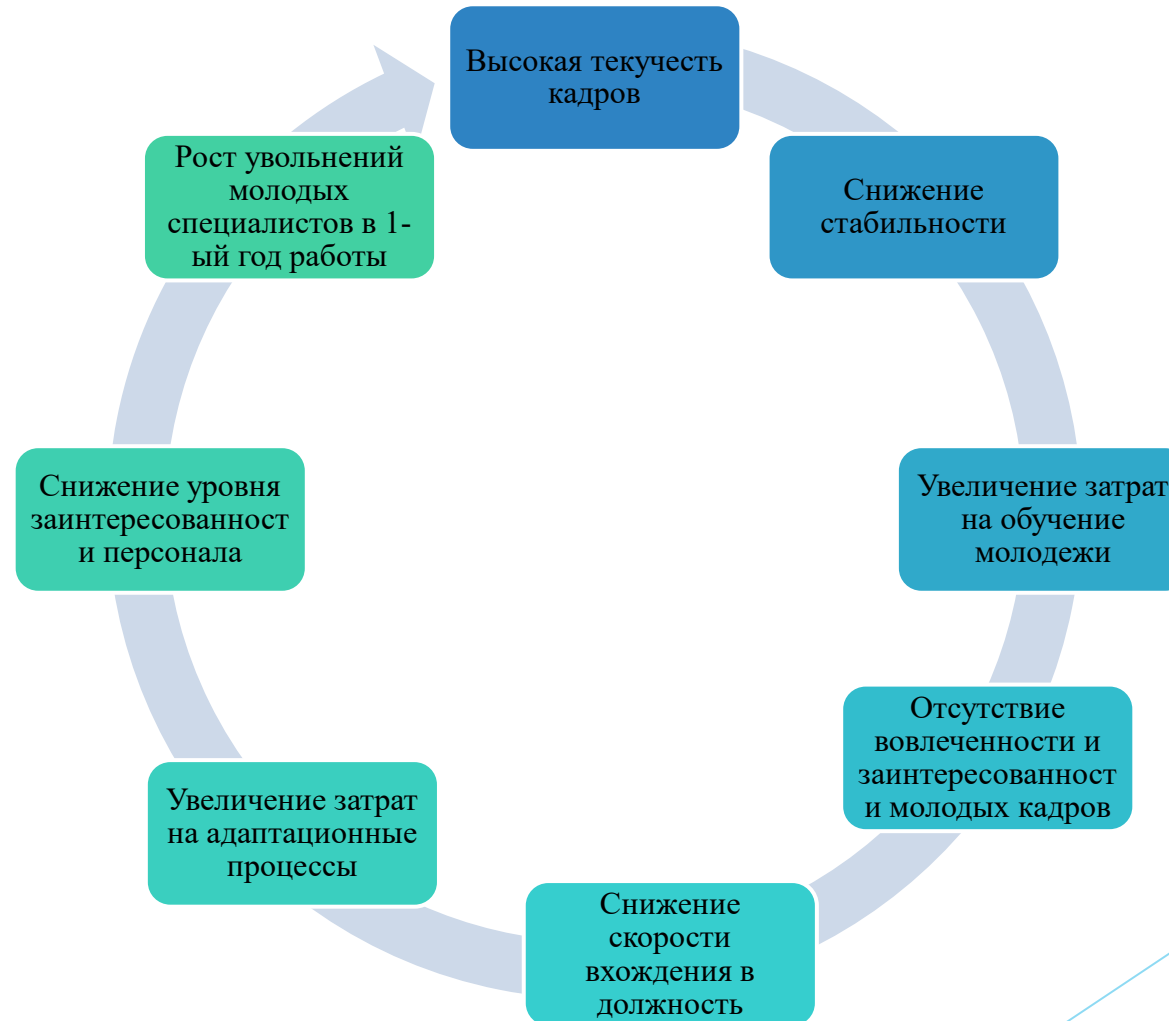 Высокая текучесть
кадров
Снижение
стабильности
Увеличение затрат
на обучение
молодежи
Отсутствие
вовлеченности и
заинтересованност
и молодых кадров
Снижение
скорости
вхождения в
должность
Увеличение затрат
на адаптационные
процессы
Снижение уровня
заинтересованност
и персонала
Рост увольнений
молодых
специалистов в 1-
ый год работы